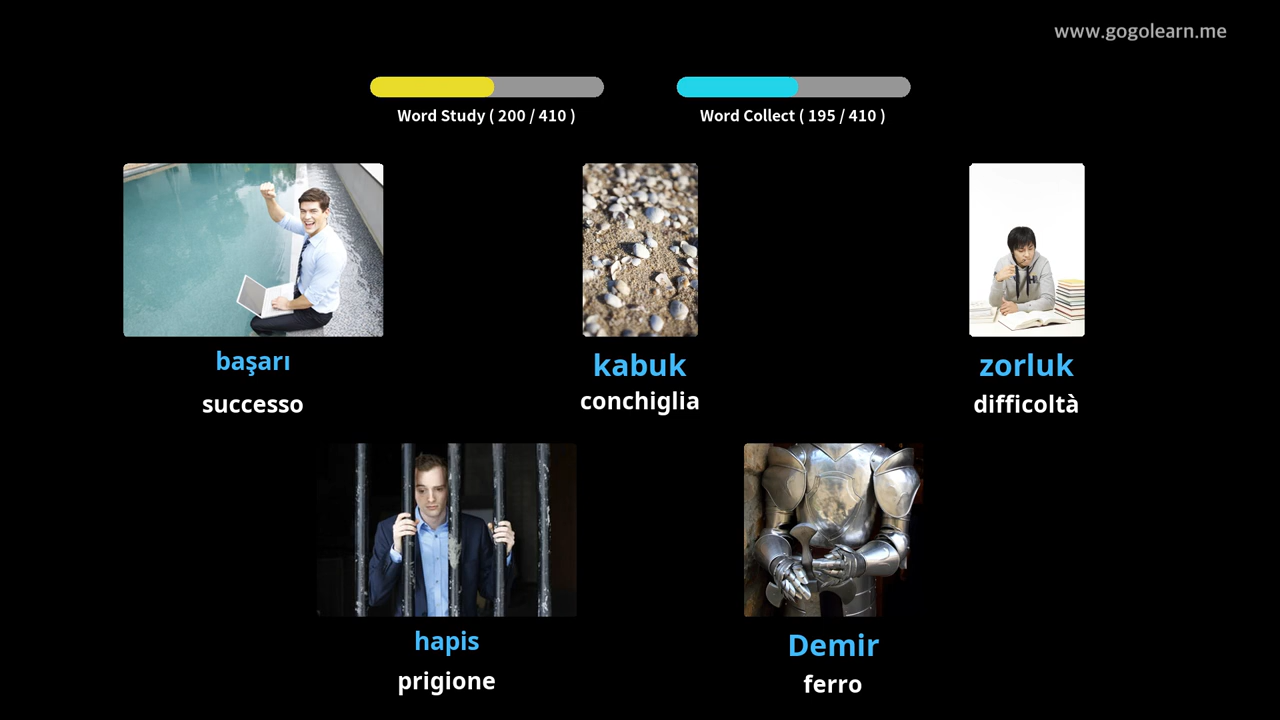 www.gogolearn.me
Word Study ( 200 / 410 )
Word Collect ( 195 / 410 )
başarı
successo
kabuk
conchiglia
zorluk
difficoltà
hapis
prigione
Demir
ferro